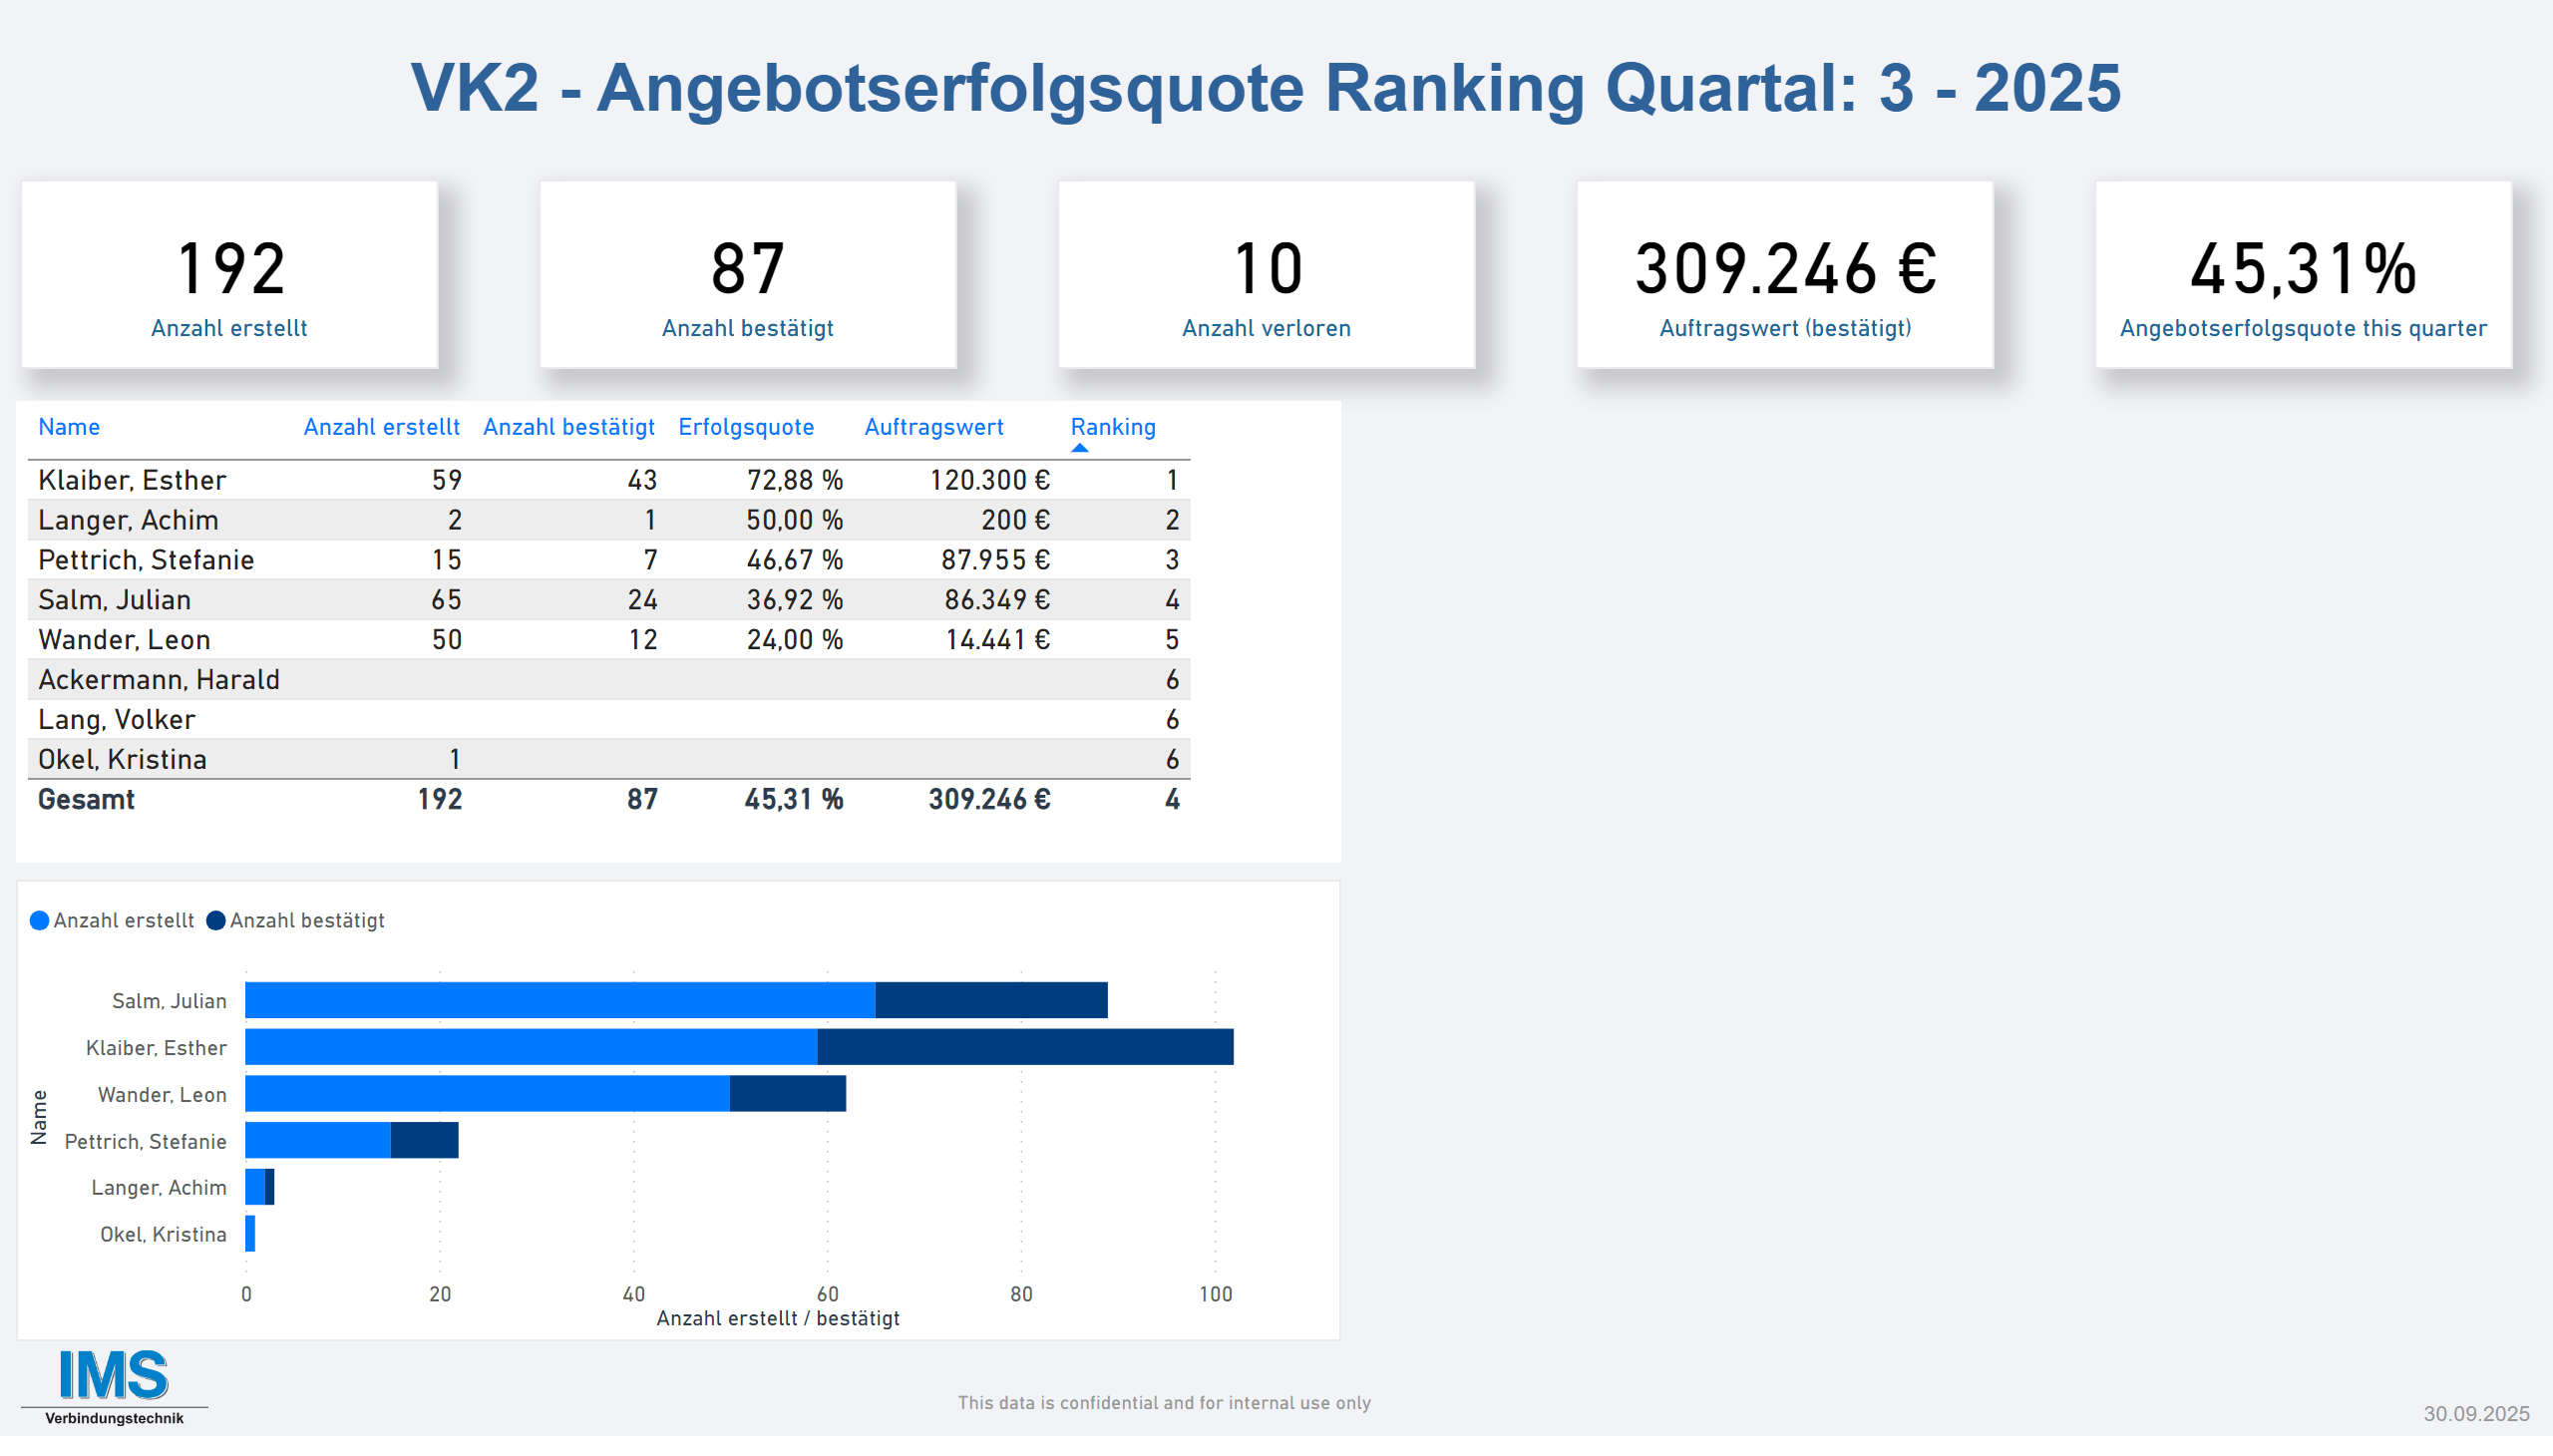 VK2 - Angebotserfolgsquote Ranking Quartal: 3 - 2025
192
Anzahl erstellt
87
Anzahl bestätigt
10
Anzahl verloren
309.246 €
Auftragswert (bestätigt)
45,31%
Angebotserfolgsquote this quarter
Name Anzahl erstellt Anzahl bestätigt Erfolgsquote Auftragswert Ranking
Klaiber, Esther 59 43 72,88 % 120.300 € 1
Langer, Achim 2 1 50,00 % 200 € 2
Pettrich, Stefanie 15 7 46,67 % 87.955 € 3
Salm, Julian 65 24 36,92 % 86.349 € 4
Wander, Leon 50 12 24,00 % 14.441 € 5
Ackermann, Harald 6
Lang, Volker 6
Okel, Kristina 1 6
Gesamt 192 87 45,31 % 309.246 € 4
Anzahl erstellt Anzahl bestätigt
Name
Salm, Julian
Klaiber, Esther
Wander, Leon
Pettrich, Stefanie
Langer, Achim
Okel, Kristina
0 20 40 60 80 100
Anzahl erstellt / bestätigt
IMS
Verbindungstechnik
This data is confidential and for internal use only
30.09.2025